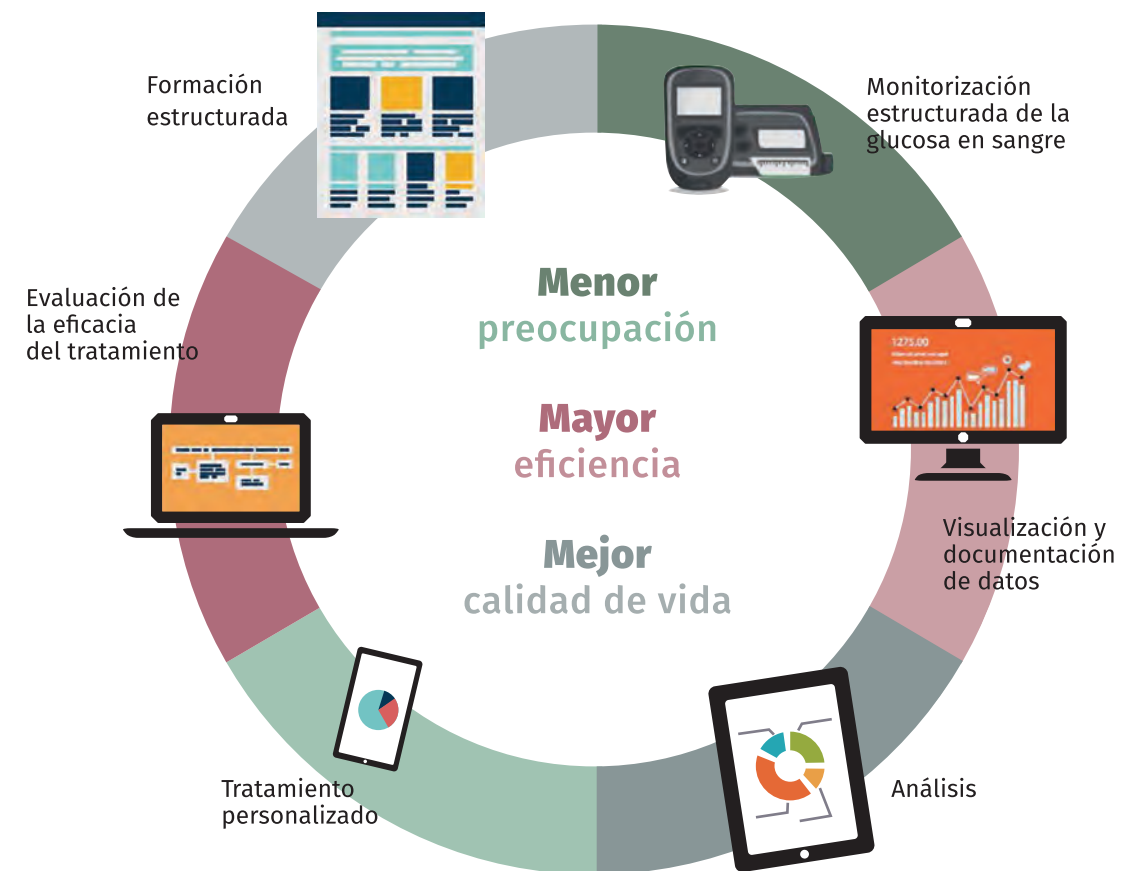 Formación
estructurada
Monitorización
estructurada de la
glucosa en sangre
Evaluación de
la eficacia
del tratamiento
Menor
preocupación
Mayor
eficiencia
Mejor
calidad de vida
1275.00
Visualización y
documentación
de datos
Tratamiento
personalizado
Análisis